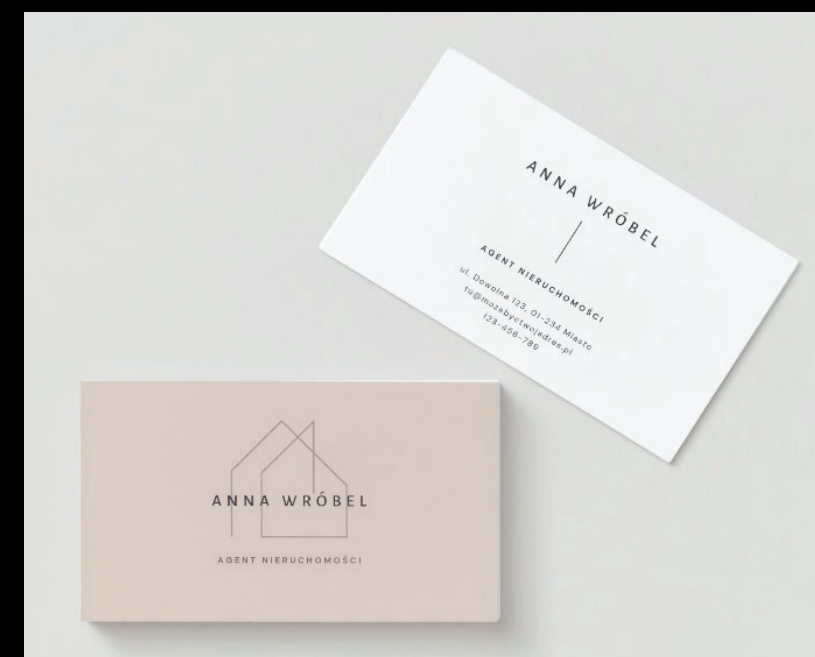 ANNA WRÓBEL
AGENT NIERUCHOMOŚCI
ul. Dowolna 123, 01-234 Miasto
tu@mozebyctwojadres.pl
123-456-789
ANNA WRÓBEL
AGENT NIERUCHOMOŚCI